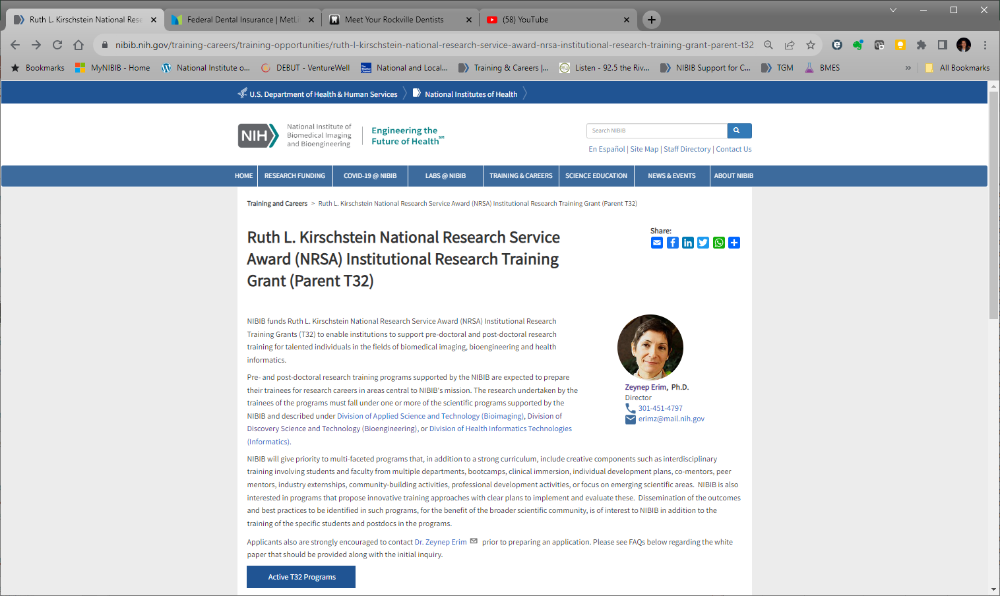 Ruth L. Kirschstein National Rese
Federal Dental Insurance | MetLi
Meet Your Rockville Dentists
(58) YouTube
nibib.nih.gov/training-careers/training-opportunities/ruth-l-kirschstein-national-research-service-award-nrsa-institutional-research-training-grant-parent-t32
Bookmarks
MyNIBIB - Home
National Institute o...
DEBUT - VentureWell
National and Local...
Training & Careers |...
Listen - 92.5 the Riv...
NIBIB Support for C...
TGM
BMES
»
All Bookmarks
U.S. Department of Health & Human Services
National Institutes of Health
NIH
National Institute of
Biomedical Imaging
and Bioengineering
Engineering the
Future of Health℠
Search NIBIB
En Español | Site Map | Staff Directory | Contact Us
HOME
RESEARCH FUNDING
COVID-19 @ NIBIB
LABS @ NIBIB
TRAINING & CAREERS
SCIENCE EDUCATION
NEWS & EVENTS
ABOUT NIBIB
Training and Careers > Ruth L. Kirschstein National Research Service Award (NRSA) Institutional Research Training Grant (Parent T32)
Ruth L. Kirschstein National Research Service
Award (NRSA) Institutional Research Training
Grant (Parent T32)
Share:
NIBIB funds Ruth L. Kirschstein National Research Service Award (NRSA) Institutional Research
Training Grants (T32) to enable institutions to support pre-doctoral and post-doctoral research
training for talented individuals in the fields of biomedical imaging, bioengineering and health
informatics.
Pre- and post-doctoral research training programs supported by the NIBIB are expected to prepare
their trainees for research careers in areas central to NIBIB's mission. The research undertaken by the
trainees of the programs must fall under one or more of the scientific programs supported by the
NIBIB and described under Division of Applied Science and Technology (Bioimaging), Division of
Discovery Science and Technology (Bioengineering), or Division of Health Informatics Technologies
(Informatics).
Zeynep Erim, Ph.D.
Director
301-451-4797
erimz@mail.nih.gov
NIBIB will give priority to multi-faceted programs that, in addition to a strong curriculum, include creative components such as interdisciplinary
training involving students and faculty from multiple departments, bootcamps, clinical immersion, individual development plans, co-mentors, peer
mentors, industry externships, community-building activities, professional development activities, or focus on emerging scientific areas. NIBIB is also
interested in programs that propose innovative training approaches with clear plans to implement and evaluate these. Dissemination of the outcomes
and best practices to be identified in such programs, for the benefit of the broader scientific community, is of interest to NIBIB in addition to the
training of the specific students and postdocs in the programs.
Applicants also are strongly encouraged to contact Dr. Zeynep Erim prior to preparing an application. Please see FAQs below regarding the white
paper that should be provided along with the initial inquiry.
Active T32 Programs